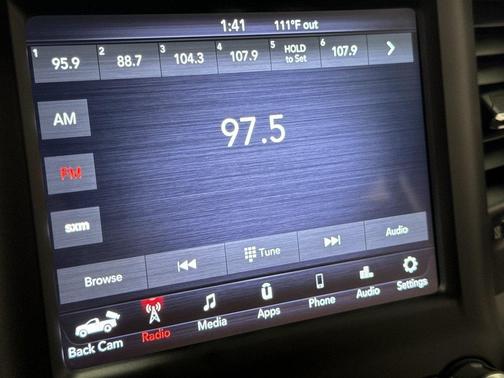 1:41 111°F out
1 95.9 2 88.7 3 104.3 4 107.9 5 HOLD to Set 6 107.9
AM
97.5
FM
sxm
Browse Tune Audio
Back Cam Radio Media Apps Phone Audio Settings